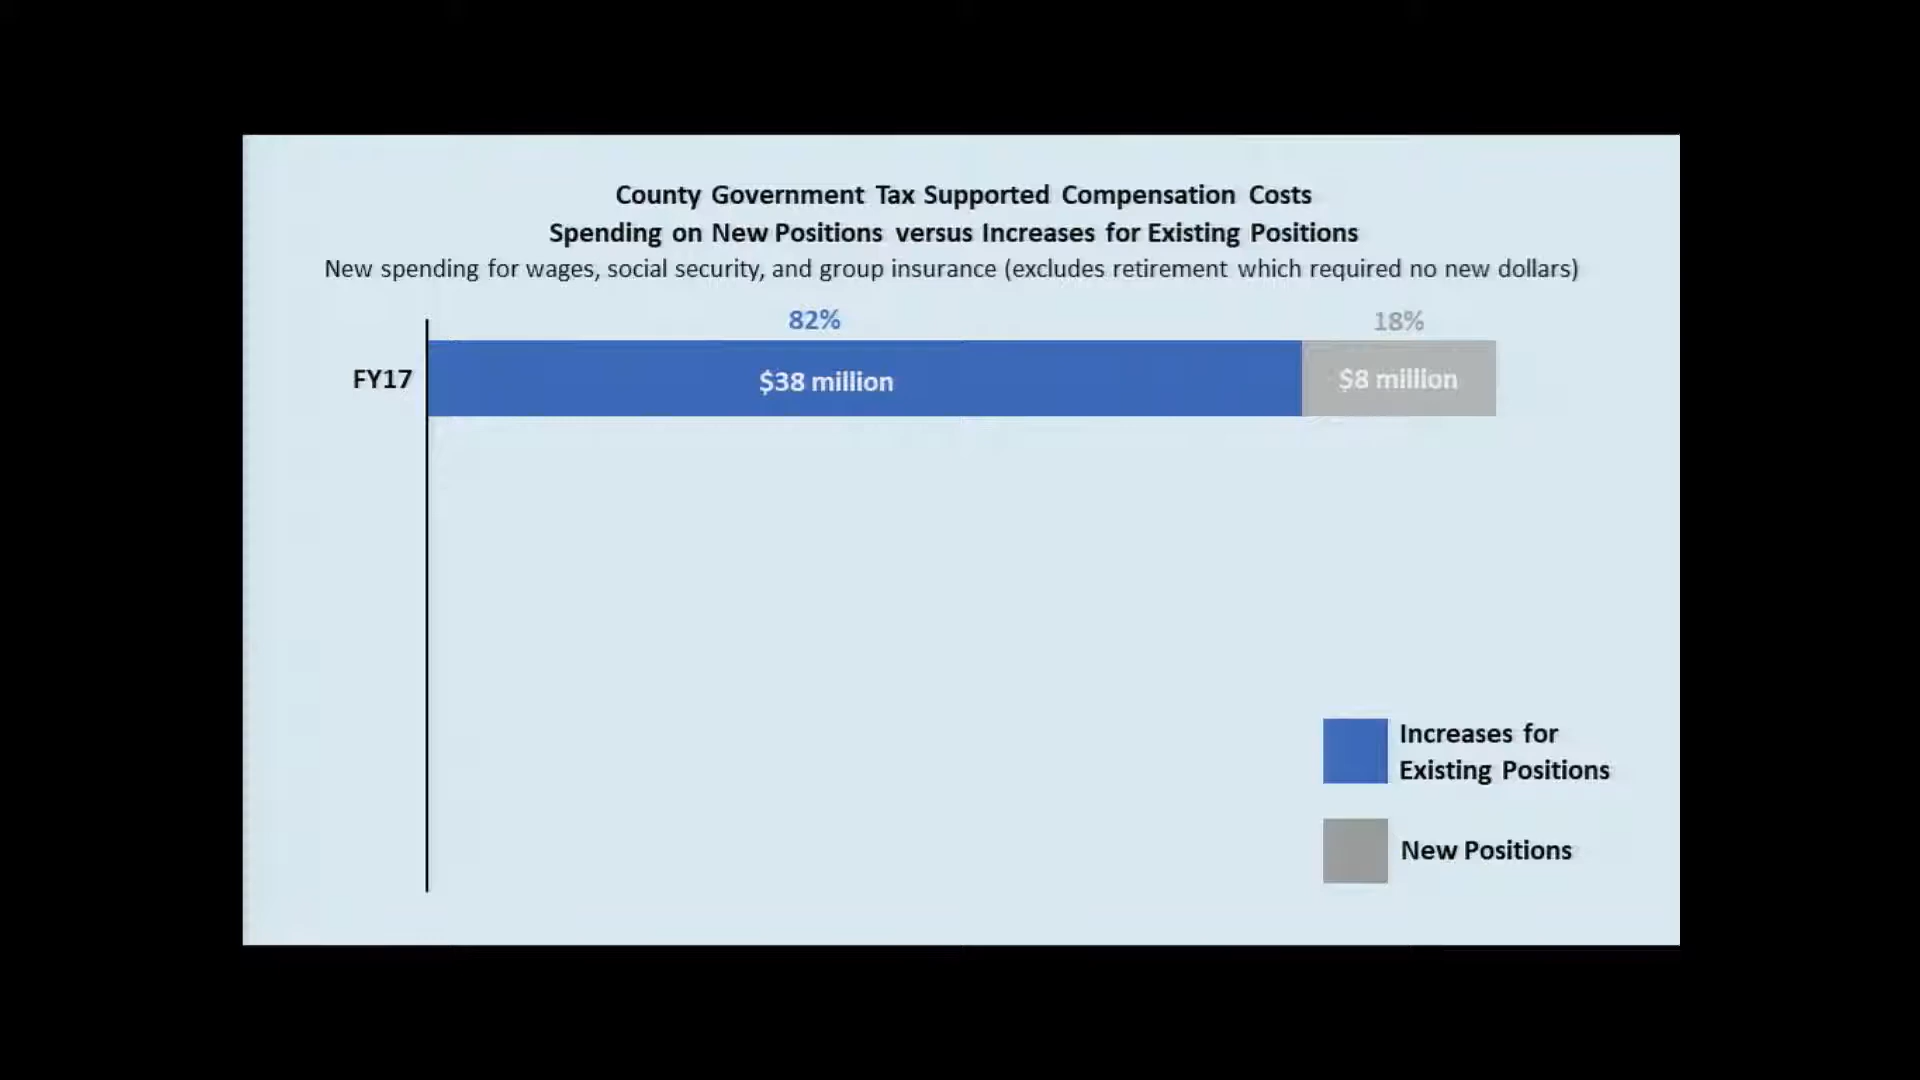 County Government Tax Supported Compensation Costs
Spending on New Positions versus Increases for Existing Positions
New spending for wages, social security, and group insurance (excludes retirement which required no new dollars)
82%
18%
FY17
$38 million
$8 million
Increases for
Existing Positions
New Positions